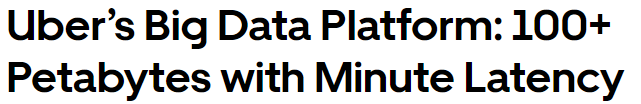 Uber’s Big Data Platform: 100+
Petabytes with Minute Latency